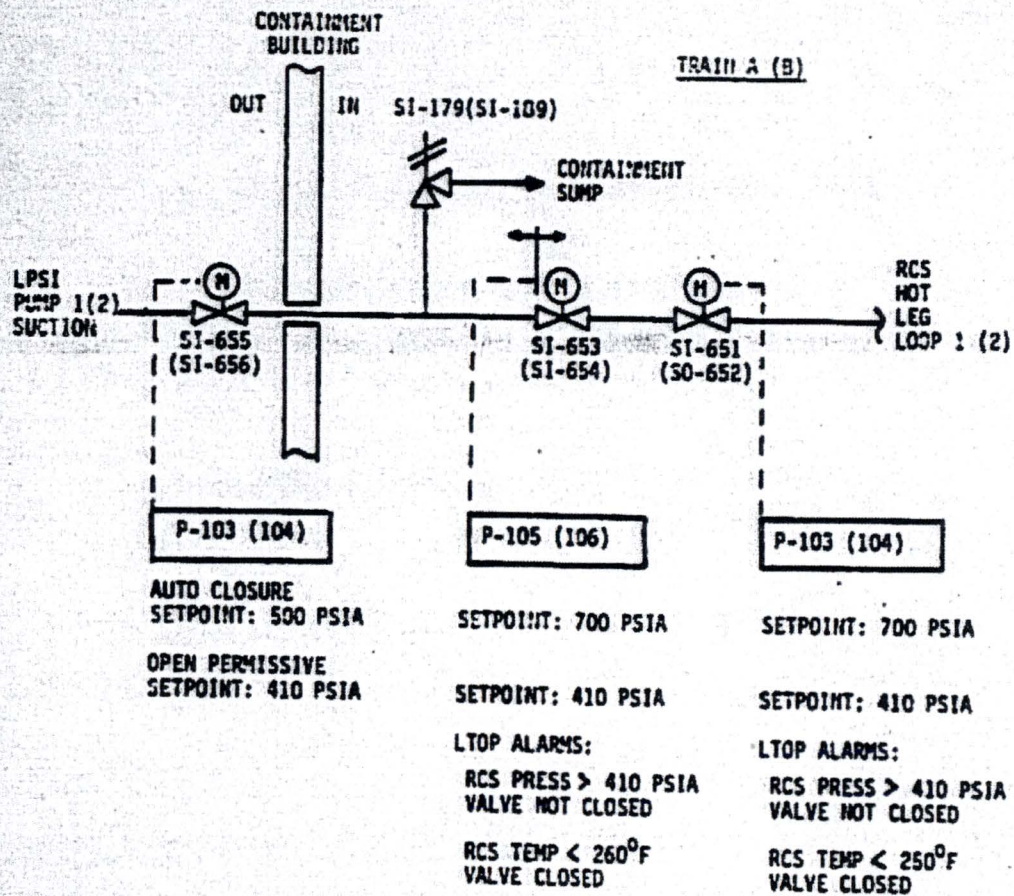 CONTAINMENT
BUILDING
TRAIN A (B)
OUT
IN
SI-179(SI-189)
CONTAINMENT
SUMP
LPSI
PUMP 1(2)
SUCTION
M
M
M
RCS
HOT
LEG
LOOP 1 (2)
SI-655
(SI-656)
SI-653
(SI-654)
SI-651
(SO-652)
P-103 (104)
AUTO CLOSURE
SETPOINT: 500 PSIA
OPEN PERMISSIVE
SETPOINT: 410 PSIA
P-105 (106)
SETPOINT: 700 PSIA
SETPOINT: 410 PSIA
LTOP ALARMS:
RCS PRESS > 410 PSIA
VALVE NOT CLOSED
RCS TEMP < 260⁰F
VALVE CLOSED
P-103 (104)
SETPOINT: 700 PSIA
SETPOINT: 410 PSIA
LTOP ALARMS:
RCS PRESS > 410 PSIA
VALVE NOT CLOSED
RCS TEMP < 250⁰F
VALVE CLOSED